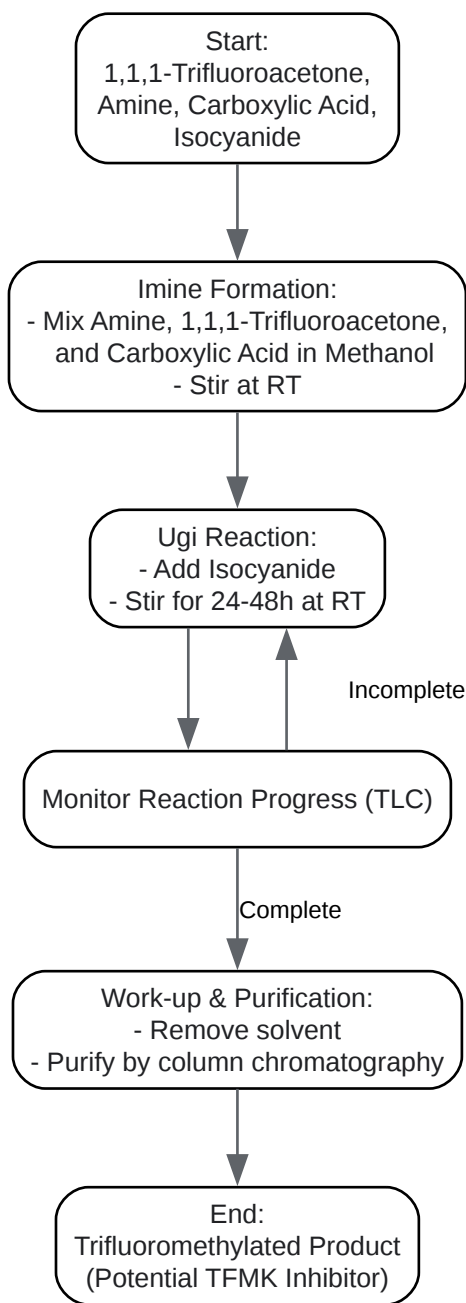 Start:
1,1,1-Trifluoroacetone,
Amine, Carboxylic Acid,
Isocyanide
Imine Formation:
- Mix Amine, 1,1,1-Trifluoroacetone,
and Carboxylic Acid in Methanol
- Stir at RT
Ugi Reaction:
- Add Isocyanide
- Stir for 24-48h at RT
Incomplete
Monitor Reaction Progress (TLC)
Complete
Work-up & Purification:
- Remove solvent
- Purify by column chromatography
End:
Trifluoromethylated Product
(Potential TFMK Inhibitor)